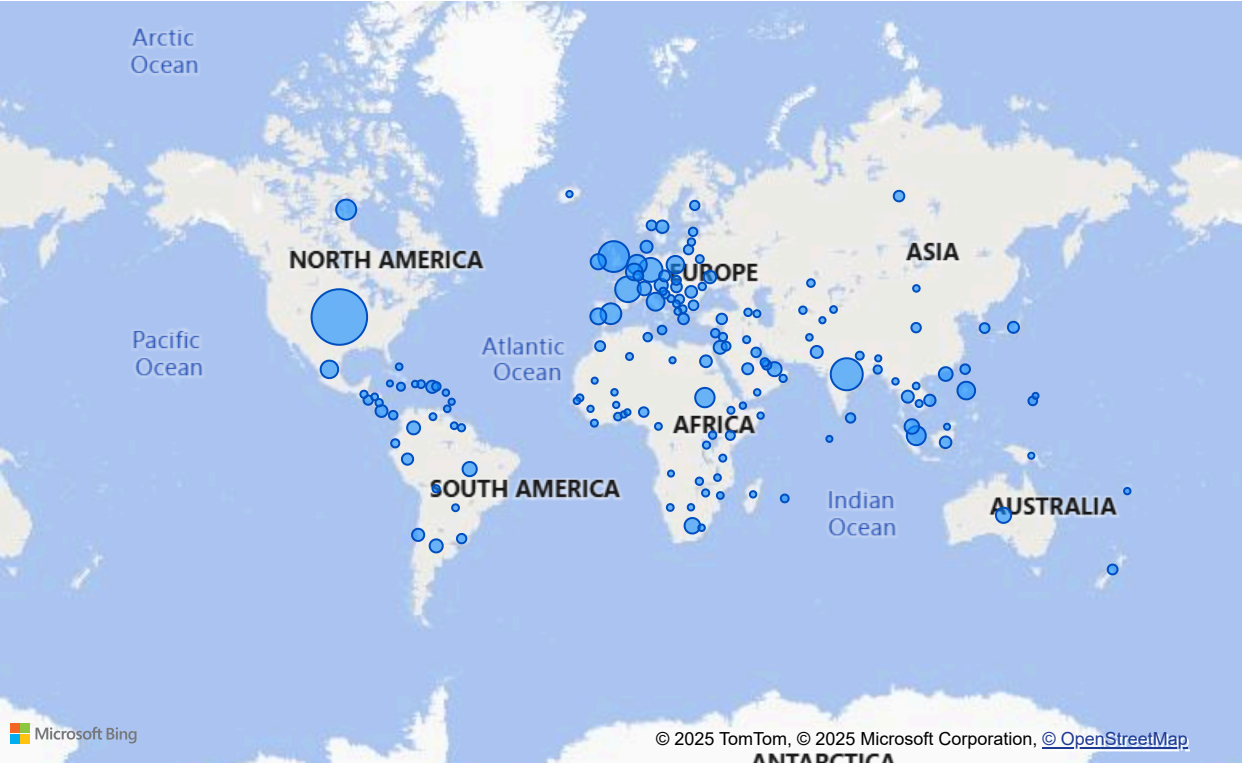 Arctic
Ocean
NORTH AMERICA
ASIA
EUROPE
Pacific
Ocean
Atlantic
Ocean
AFRICA
SOUTH AMERICA
Indian
Ocean
AUSTRALIA
Microsoft Bing
© 2025 TomTom, © 2025 Microsoft Corporation, © OpenStreetMap
ANTARCTICA